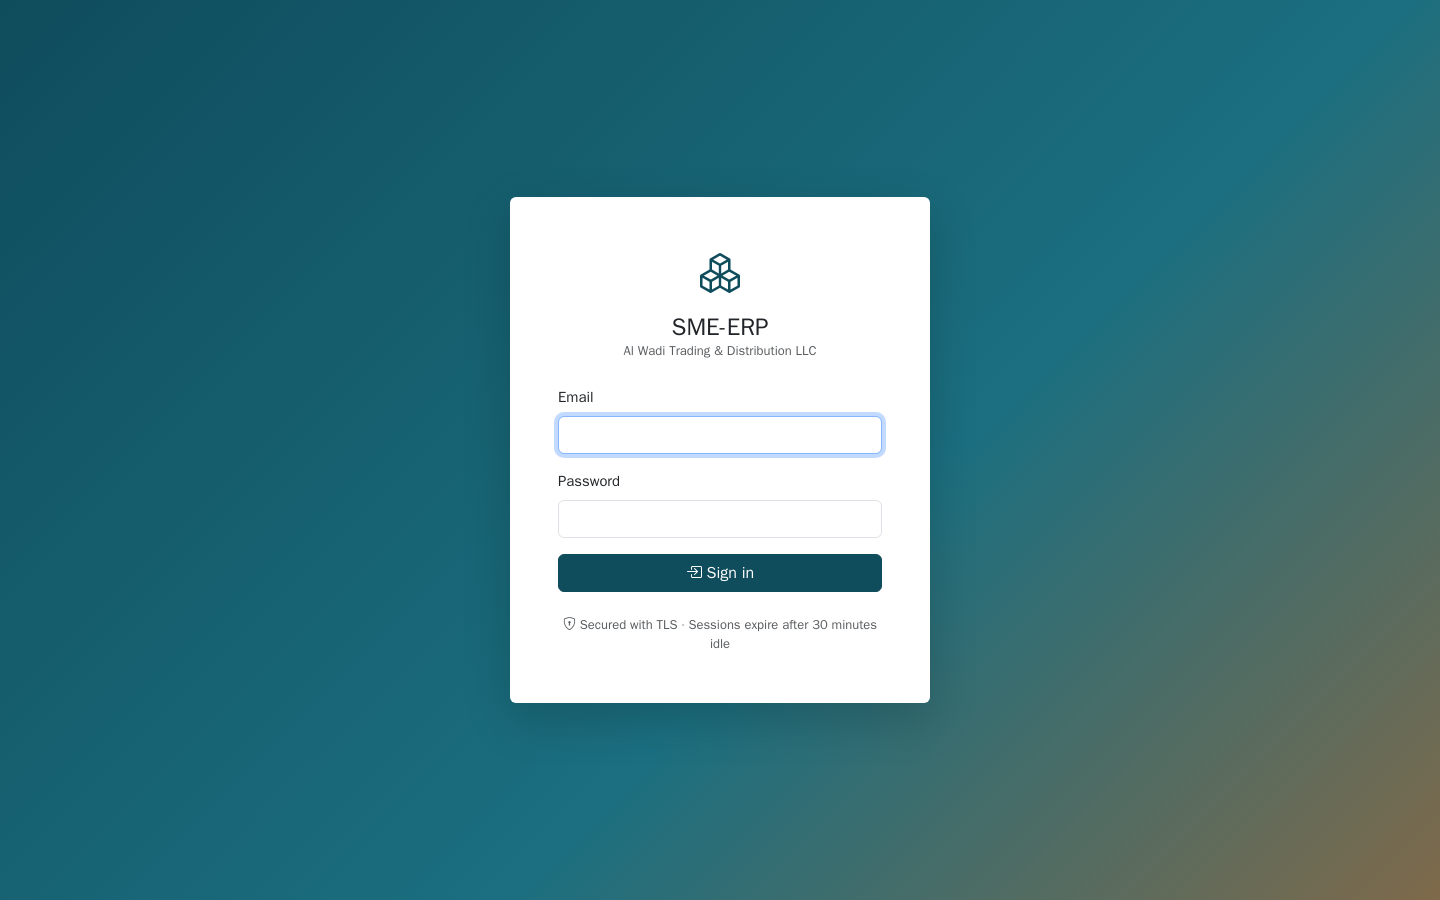 SME-ERP
Al Wadi Trading & Distribution LLC
Email
Password
Sign in
Secured with TLS · Sessions expire after 30 minutes
idle